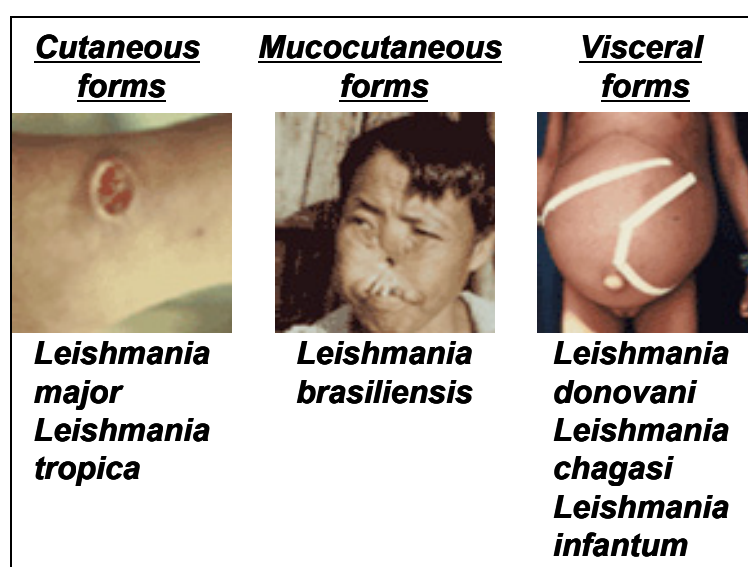 Cutaneous
forms
Mucocutaneous
forms
Visceral
forms
Leishmania
major
Leishmania
tropica
Leishmania
brasiliensis
Leishmania
donovani
Leishmania
chagasi
Leishmania
infantum